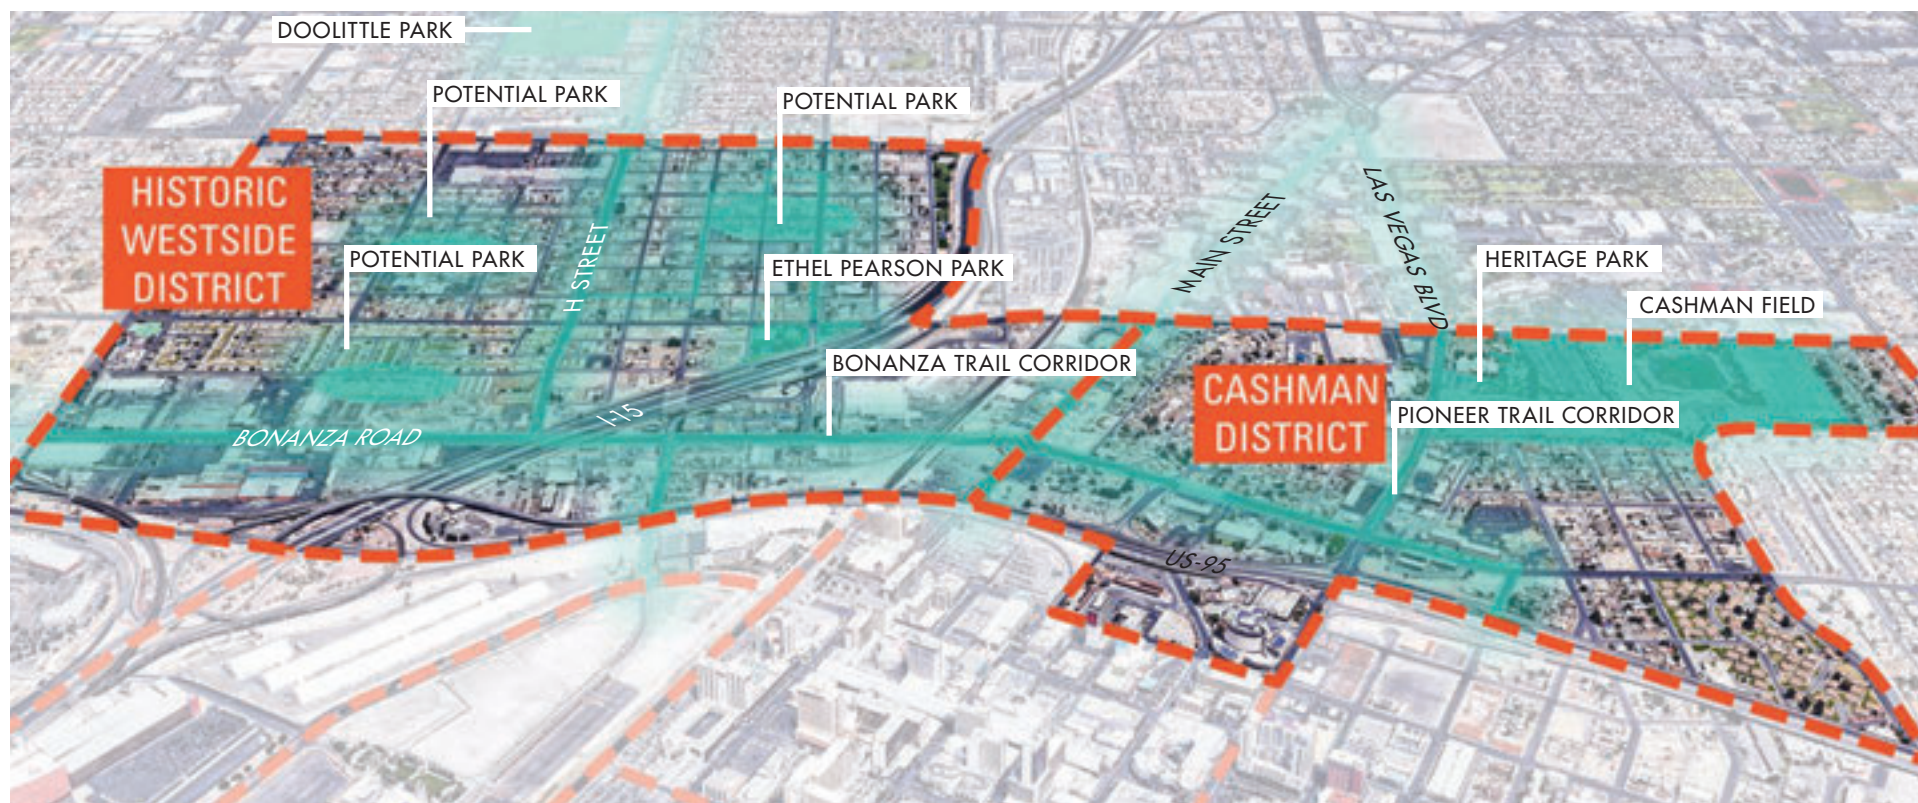 DOOLITTLE PARK
POTENTIAL PARK
POTENTIAL PARK
HISTORIC
WESTSIDE
DISTRICT
POTENTIAL PARK
H STREET
ETHEL PEARSON PARK
MAIN STREET
LAS VEGAS BLVD
HERITAGE PARK
CASHMAN FIELD
BONANZA TRAIL CORRIDOR
CASHMAN
DISTRICT
PIONEER TRAIL CORRIDOR
I-15
BONANZA ROAD
US-95